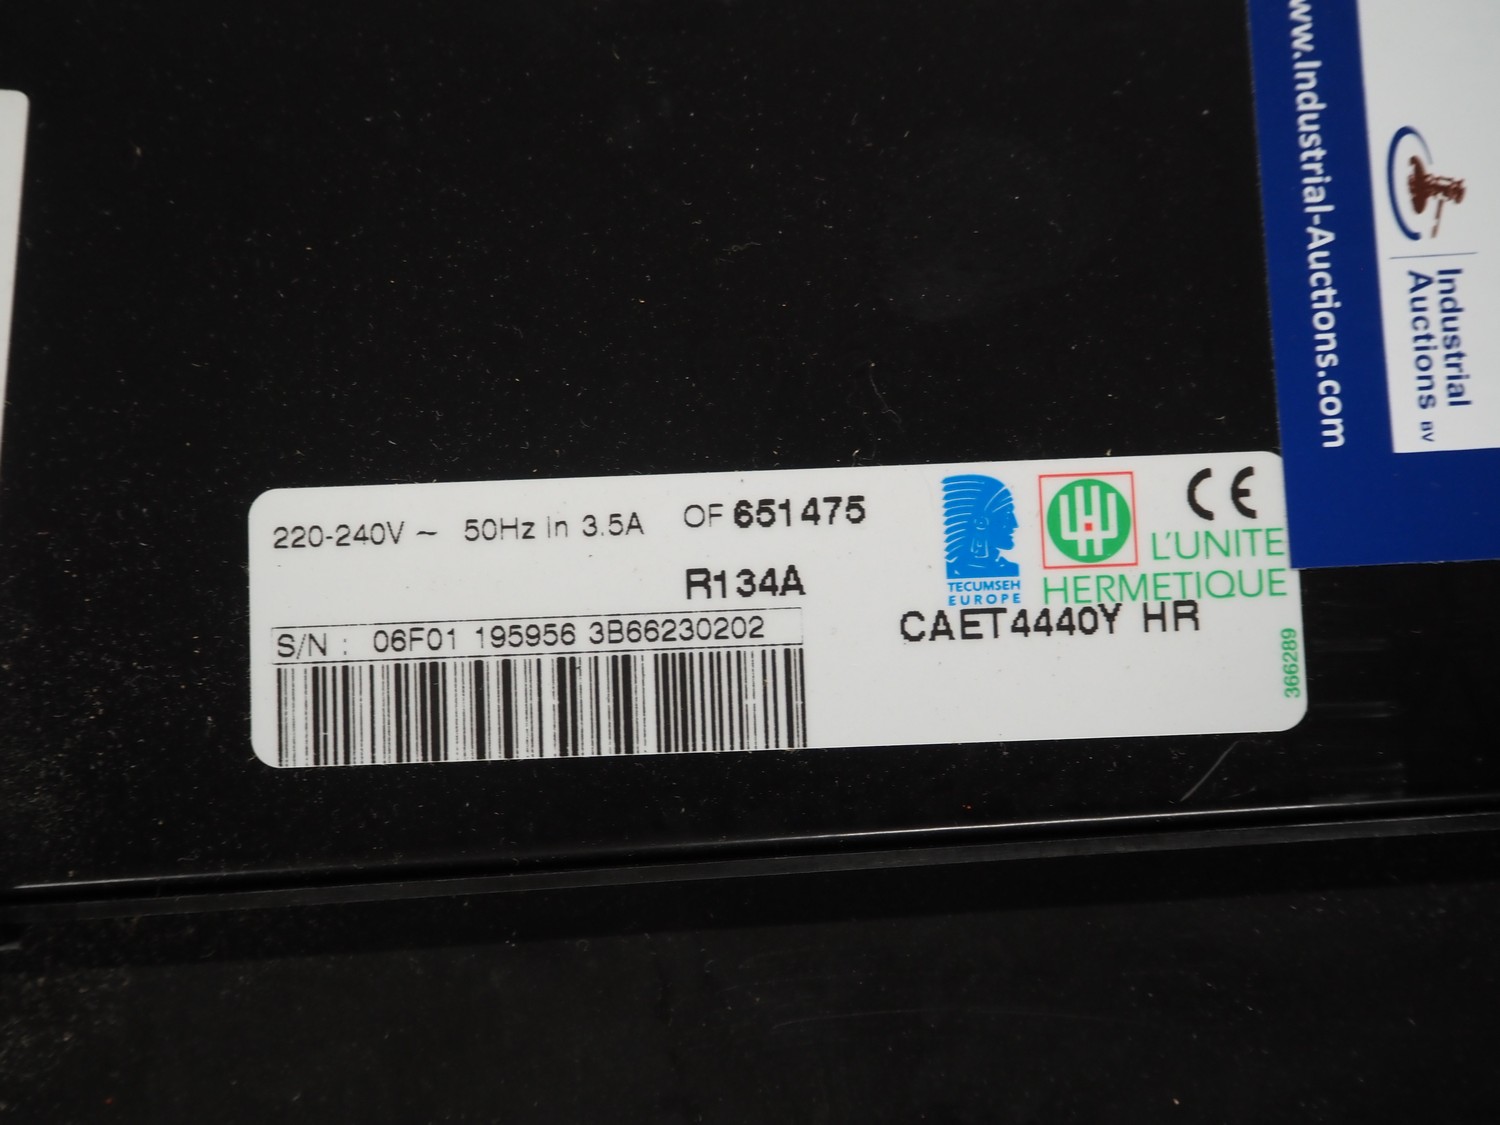 220-240V ~ 50Hz In 3.5A OF 651475
R134A
S/N : 06F01 195956 3B66230202
TECUMSEH
EUROPE
CE
L'UNITE
HERMETIQUE
CAET4440Y HR
366289
www.Industrial-Auctions.com
Industrial
Auctions BV